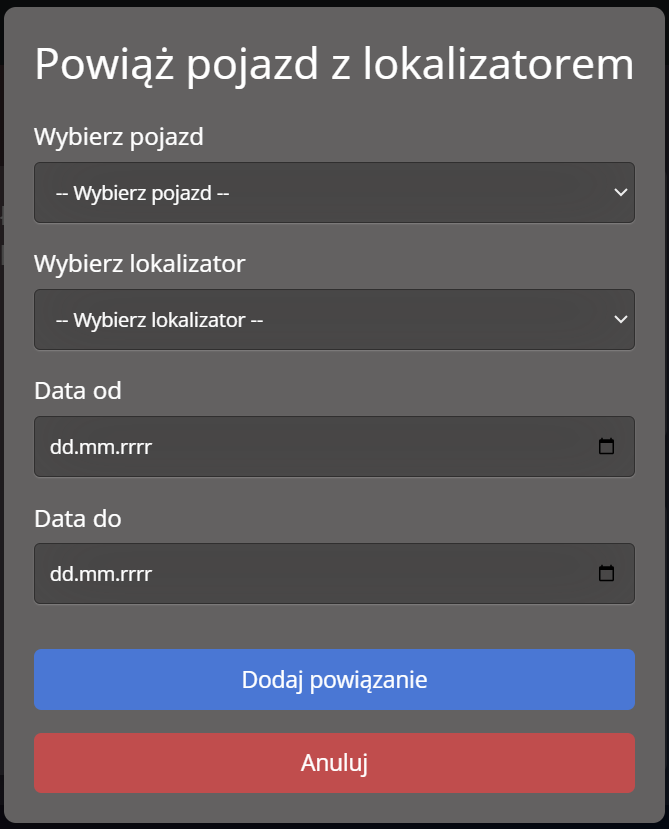 Powiąż pojazd z lokalizatorem
Wybierz pojazd
-- Wybierz pojazd --
Wybierz lokalizator
-- Wybierz lokalizator --
Data od
dd.mm.rrrr
Data do
dd.mm.rrrr
Dodaj powiązanie
Anuluj